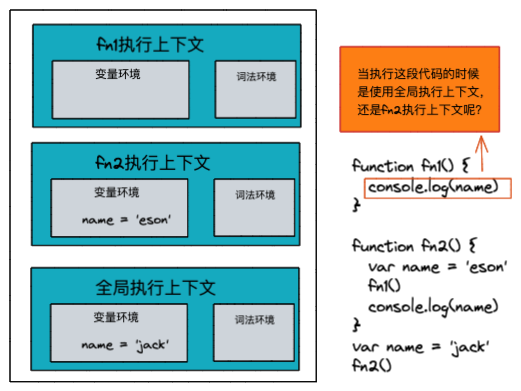 fn1执行上下文
变量环境
词法环境
fn2执行上下文
变量环境
词法环境
name = 'eson'
全局执行上下文
变量环境
词法环境
name = 'jack'
当执行这段代码的时候
是使用全局执行上下文,
还是fn2执行上下文呢?
function fn1() {
console.log(name)
}
function fn2() {
var name = 'eson'
fn1()
console.log(name)
}
var name = 'jack'
fn2()